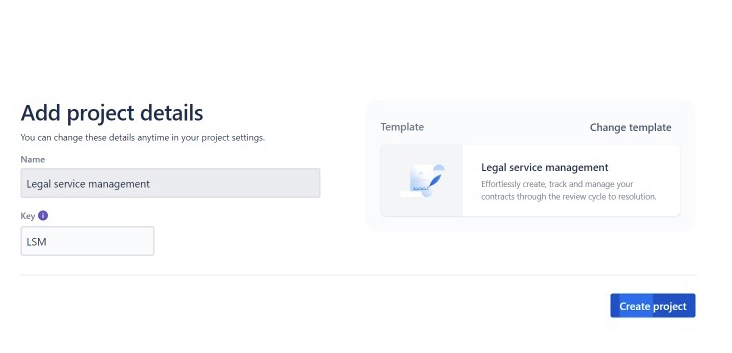 Add project details
You can change these details anytime in your project settings.
Name
Legal service management
Key
LSM
Template
Change template
Legal service management
Effortlessly create, track and manage your
contracts through the review cycle to resolution.
Create project